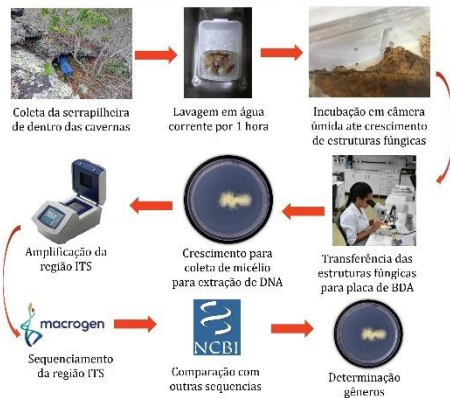 Coleta da serrapilheira
de dentro das cavernas
Lavagem em água
corrente por 1 hora
Incubação em câmera
úmida ate crescimento
de estruturas fúngicas
Amplificação da
região ITS
Crescimento para
coleta de micélio
para extração de DNA
Transferência das
estruturas fúngicas
para placa de BDA
macrogen
Sequenciamento
da região ITS
NCBI
Comparação com
outras sequencias
Determinação
gêneros